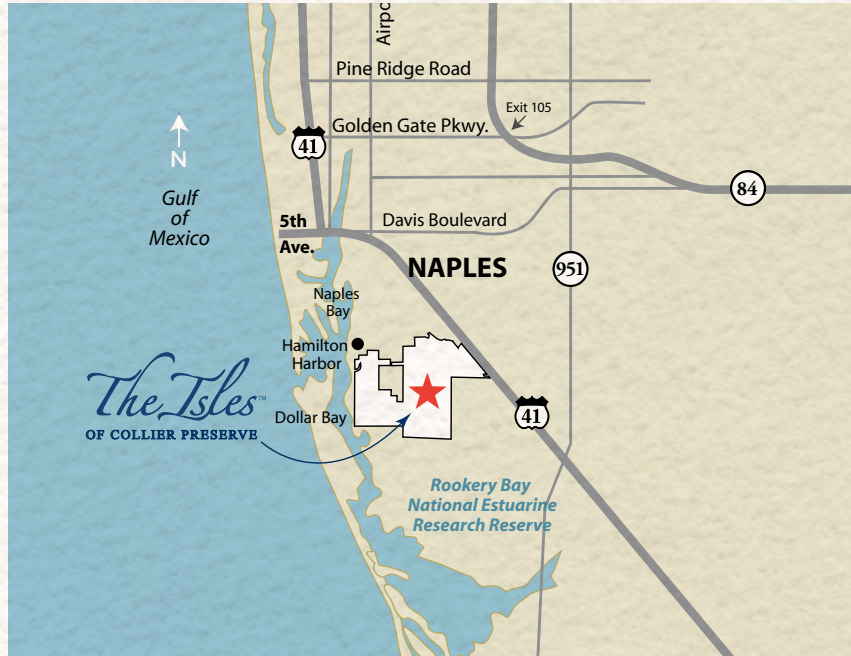 Airpo
Pine Ridge Road
Exit 105
Golden Gate Pkwy.
41
N
84
Gulf
of
Mexico
5th
Ave.
Davis Boulevard
NAPLES
951
Naples
Bay
Hamilton
Harbor
The Isles™
OF COLLIER PRESERVE
Dollar Bay
41
Rookery Bay
National Estuarine
Research Reserve